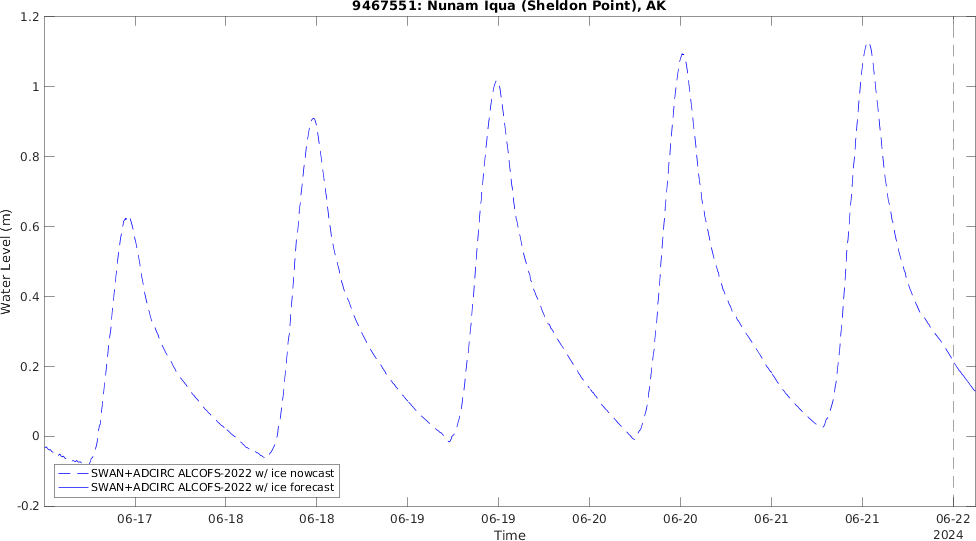 9467551: Nunam Iqua (Sheldon Point), AK
1.2
1
0.8
0.6
0.4
0.2
0
-0.2
Water Level (m)
SWAN+ADCIRC ALCOFS-2022 w/ ice nowcast
SWAN+ADCIRC ALCOFS-2022 w/ ice forecast
06-17 06-18 06-18 06-19 06-19 06-20 06-20 06-21 06-21 06-22
2024
Time